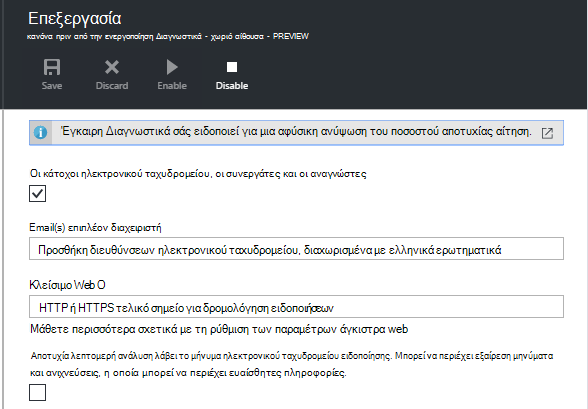 Επεξεργασία
κανόνα πριν από την ενεργοποίηση Διαγνωστικά - χωριό αίθουσα - PREVIEW
Save Discard Enable Disable
Έγκαιρη Διαγνωστικά σάς ειδοποιεί για μια αφύσικη ανύψωση του ποσοστού αποτυχίας αίτηση.
Οι κάτοχοι ηλεκτρονικού ταχυδρομείου, οι συνεργάτες και οι αναγνώστες
Email(s) επιπλέον διαχειριστή
Προσθήκη διευθύνσεων ηλεκτρονικού ταχυδρομείου, διαχωρισμένα με ελληνικά ερωτηματικά
Κλείσιμο Web O
HTTP ή HTTPS τελικό σημείο για δρομολόγηση ειδοποιήσεων
Μάθετε περισσότερα σχετικά με τη ρύθμιση των παραμέτρων άγκιστρα web
Αποτυχία λεπτομερή ανάλυση λάβει το μήνυμα ηλεκτρονικού ταχυδρομείου ειδοποίησης. Μπορεί να περιέχει εξαίρεση μηνύματα
και ανιχνεύσεις, η οποία μπορεί να περιέχει ευαίσθητες πληροφορίες.